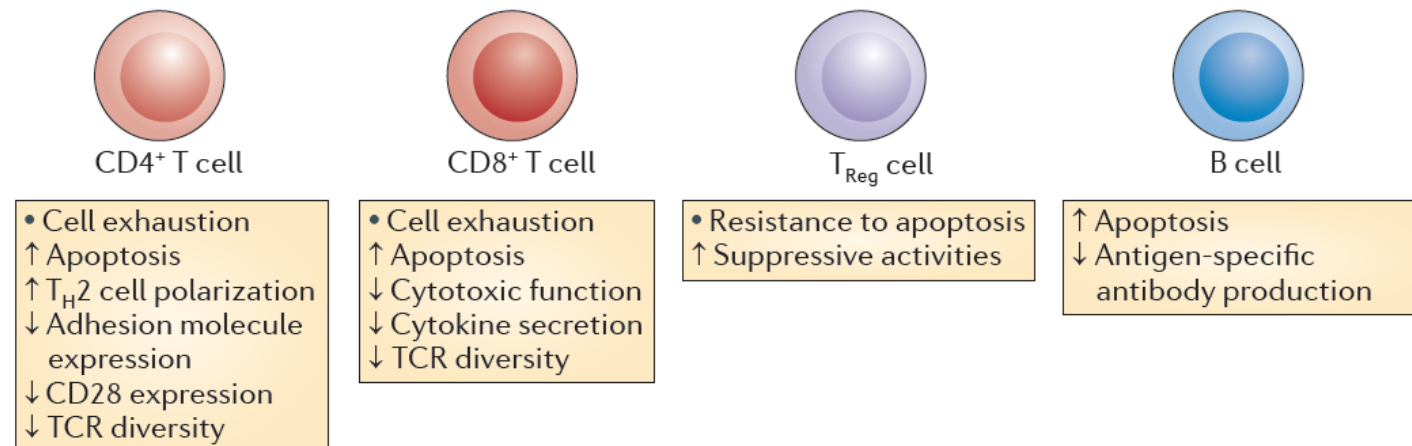 CD4⁺ T cell
• Cell exhaustion
↑ Apoptosis
↑ T_H2 cell polarization
↓ Adhesion molecule
expression
↓ CD28 expression
↓ TCR diversity
CD8⁺ T cell
• Cell exhaustion
↑ Apoptosis
↓ Cytotoxic function
↓ Cytokine secretion
↓ TCR diversity
T_Reg cell
• Resistance to apoptosis
↑ Suppressive activities
B cell
↑ Apoptosis
↓ Antigen-specific
antibody production